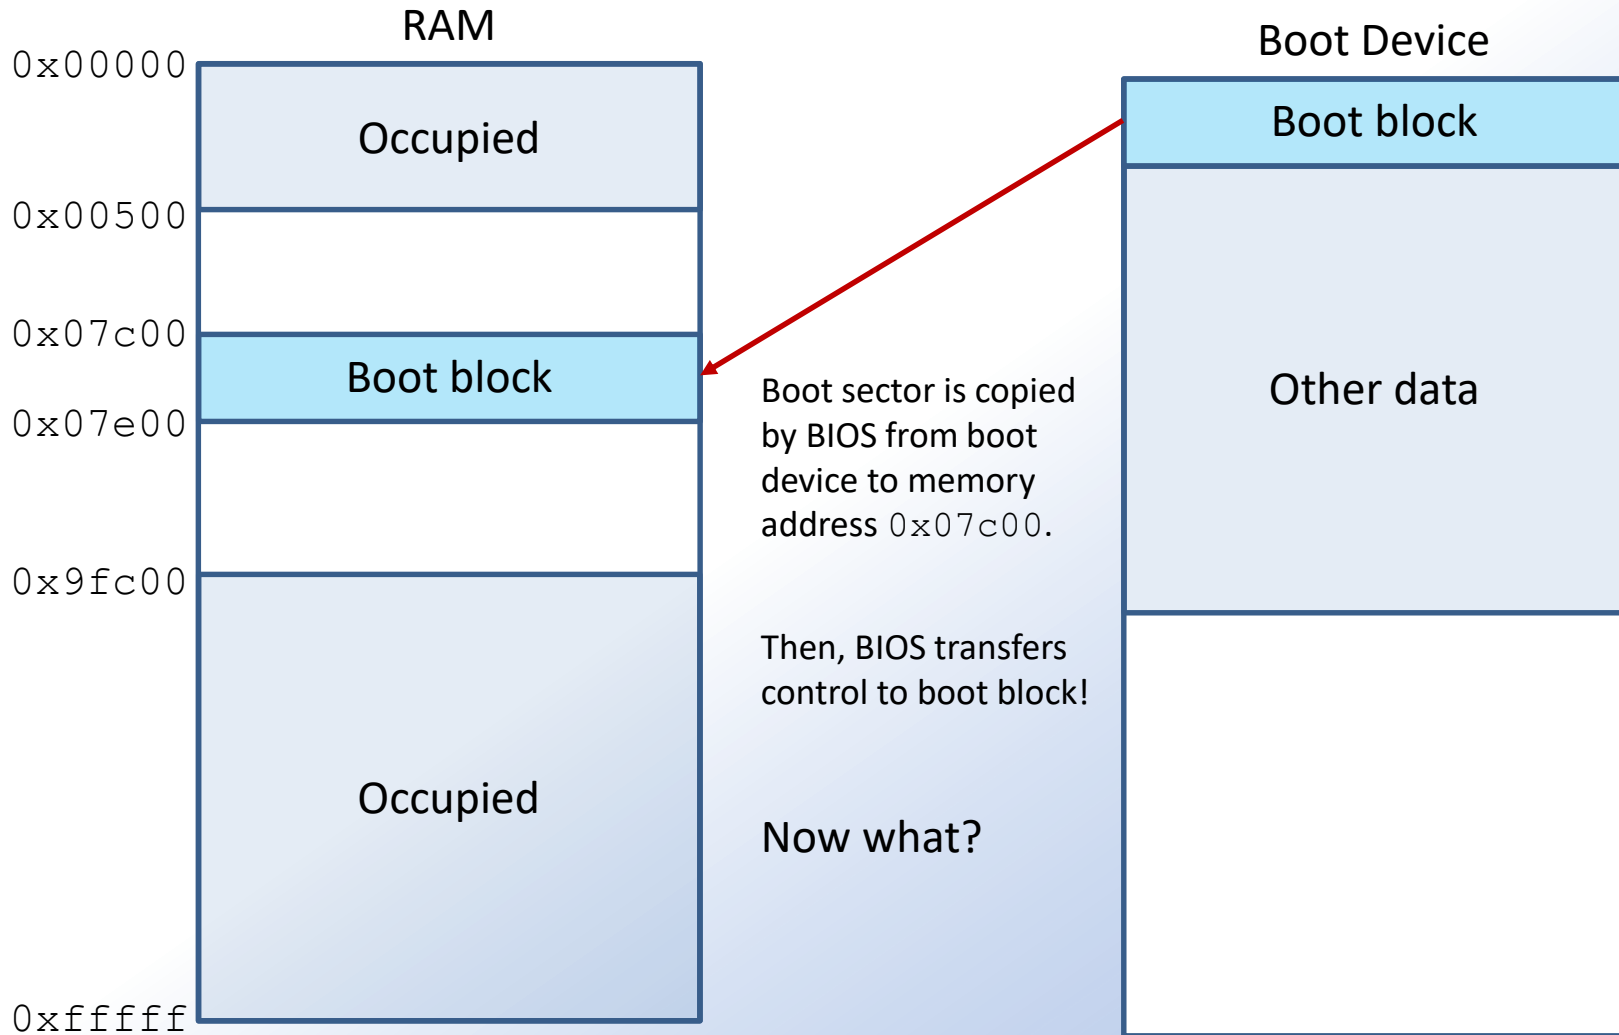 RAM
0x00000
Occupied
0x00500
0x07c00
Boot block
0x07e00
0x9fc00
Occupied
0xfffff
Boot sector is copied
by BIOS from boot
device to memory
address 0x07c00.
Then, BIOS transfers
control to boot block!
Now what?
Boot Device
Boot block
Other data